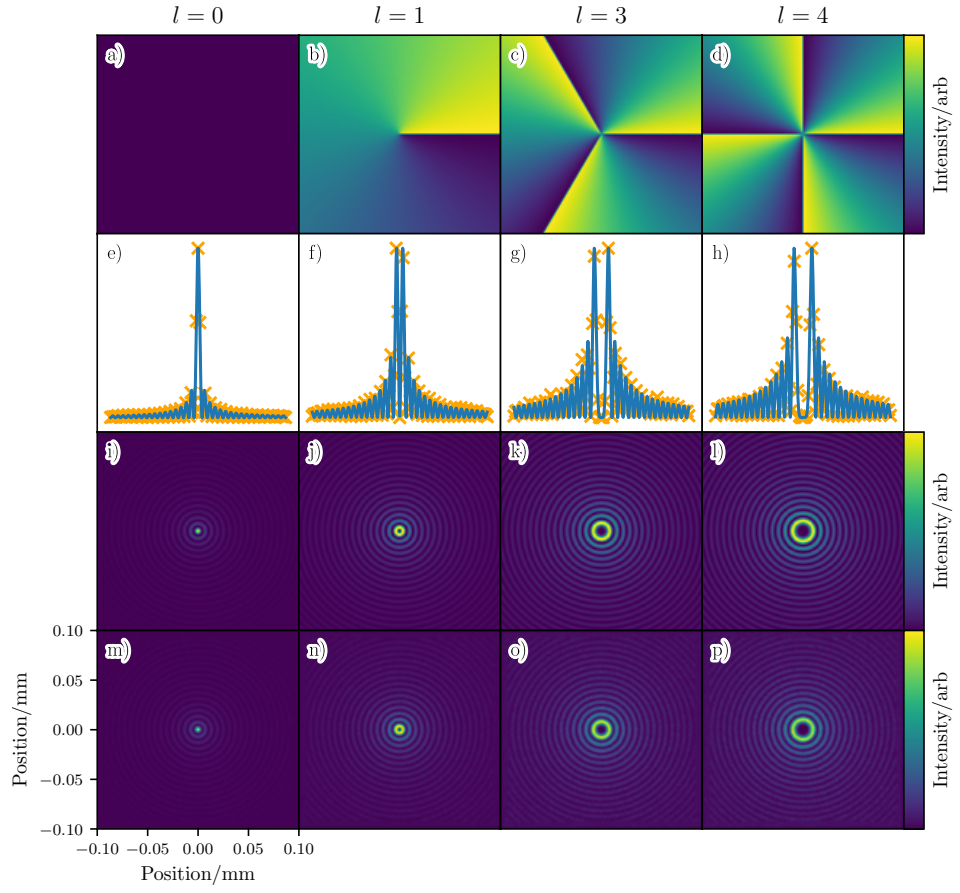 l = 0 l = 1 l = 3 l = 4
a) b) c) d)
Intensity/arb
e) f) g) h)
i) j) k) l)
Intensity/arb
m) n) o) p)
Intensity/arb
0.10
0.05
0.00
−0.05
−0.10
Position/mm
−0.10 −0.05 0.00 0.05 0.10
Position/mm